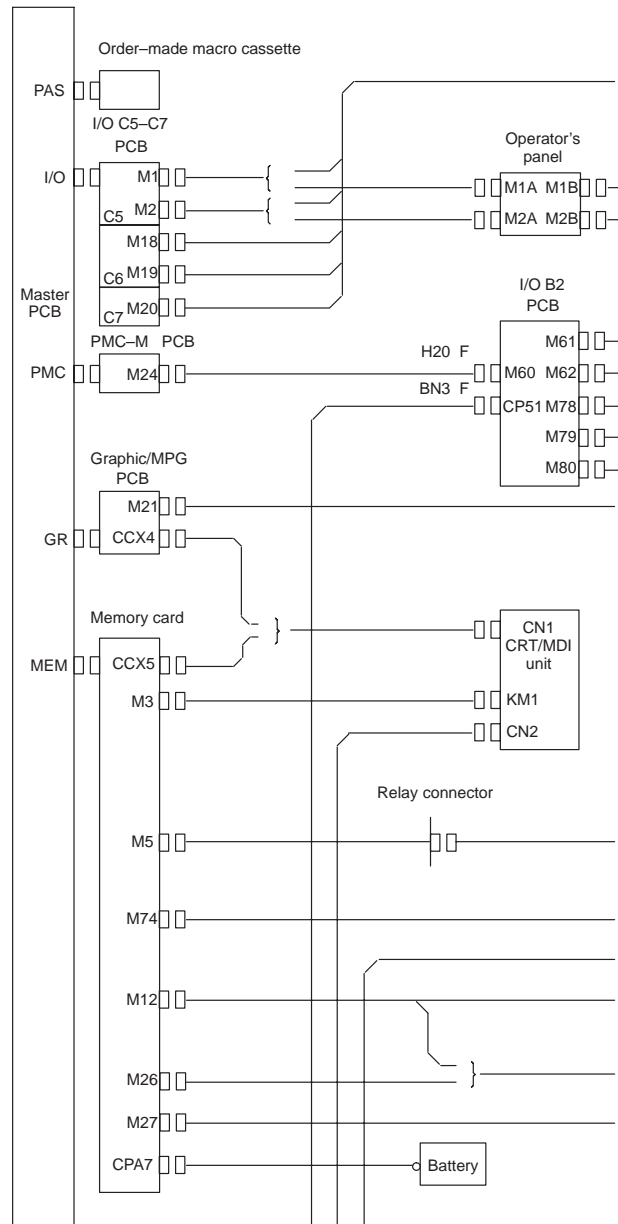 Order–made macro cassette
PAS
I/O C5–C7
PCB
Operator's
panel
I/O
M1
M1A M1B
C5 M2
M2A M2B
M18
C6 M19
I/O B2
PCB
Master
PCB
C7 M20
PMC–M PCB
M61
H20 F
PMC
M24
M60 M62
BN3 F
CP51 M78
M79
Graphic/MPG
PCB
M80
M21
GR
CCX4
Memory card
CN1
CRT/MDI
unit
MEM
CCX5
M3
KM1
CN2
Relay connector
M5
M74
M12
M26
M27
CPA7
Battery